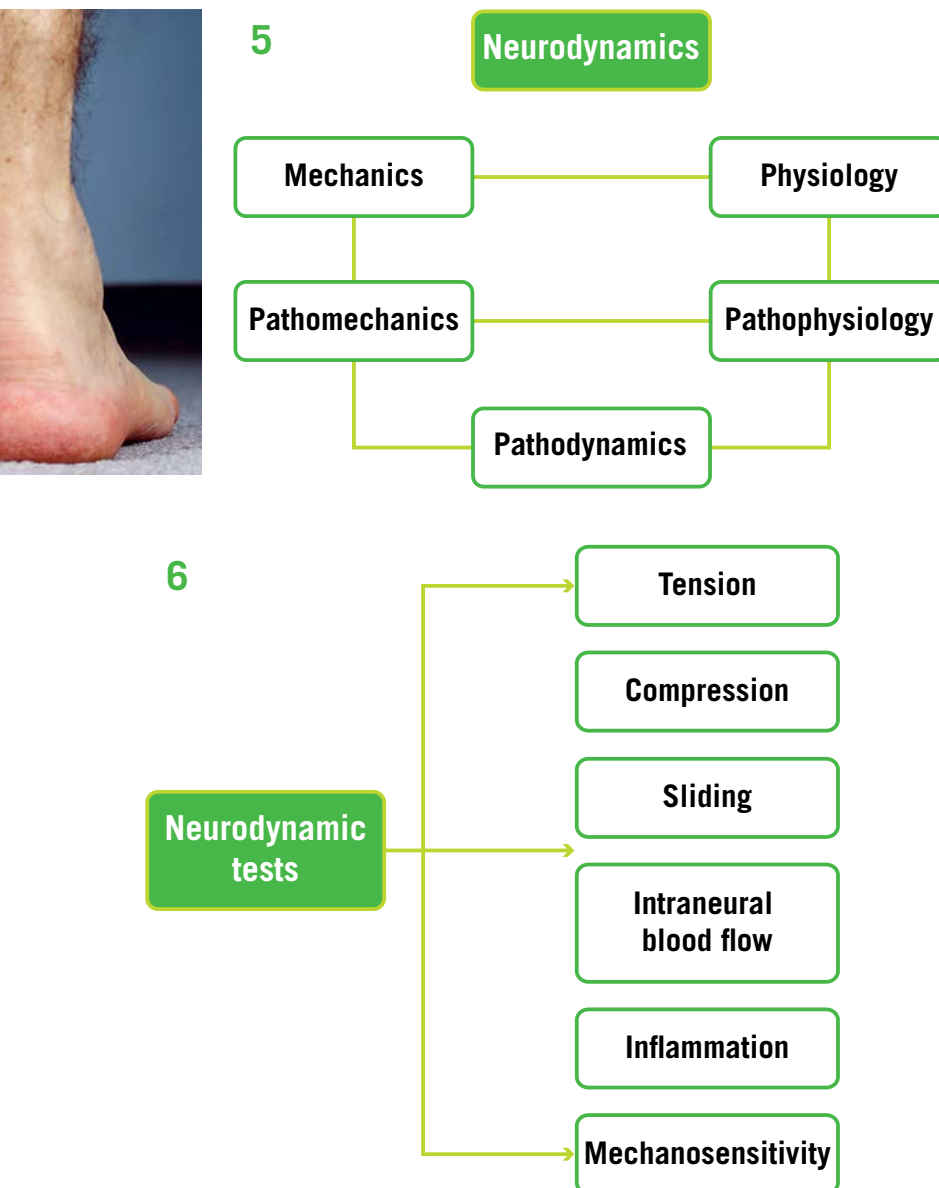 5
Neurodynamics
Mechanics
Physiology
Pathomechanics
Pathophysiology
Pathodynamics
6
Neurodynamic
tests
Tension
Compression
Sliding
Intraneural
blood flow
Inflammation
Mechanosensitivity